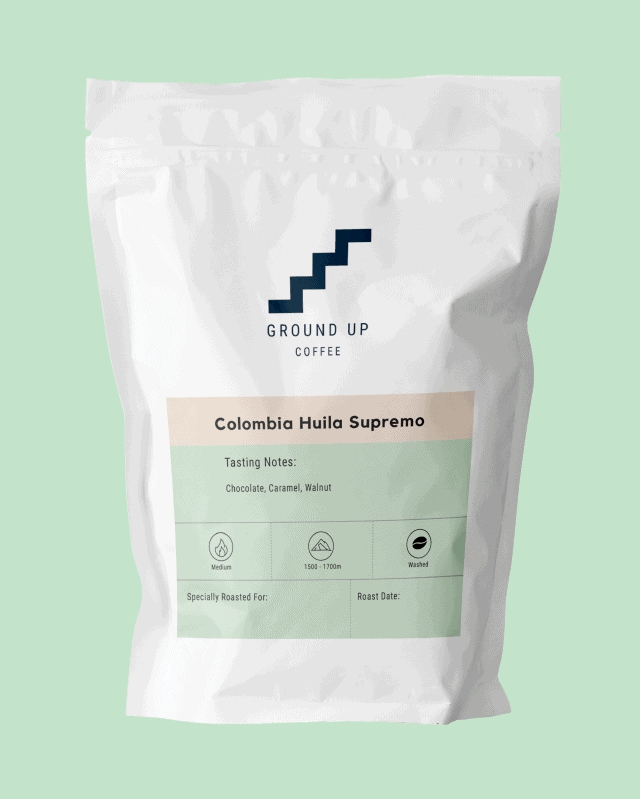 GROUND UP
COFFEE
Colombia Huila Supremo
Tasting Notes:
Chocolate, Caramel, Walnut
Medium
1500 - 1700m
Washed
Specially Roasted For:
Roast Date: